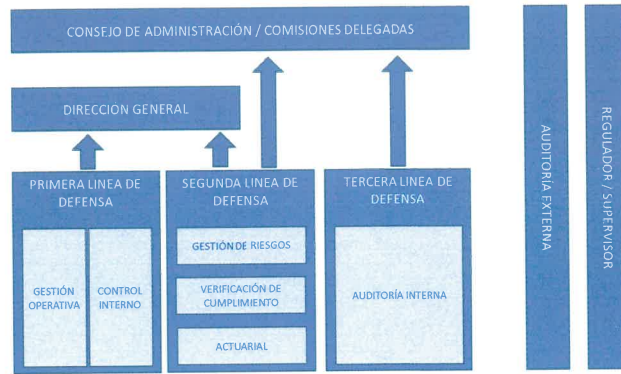 CONSEJO DE ADMINISTRACIÓN / COMISIONES DELEGADAS
DIRECCION GENERAL
PRIMERA LINEA DE
DEFENSA
GESTIÓN
OPERATIVA
CONTROL
INTERNO
SEGUNDA LINEA DE
DEFENSA
GESTIÓN DE RIESGOS
VERIFICACIÓN DE
CUMPLIMIENTO
ACTUARIAL
TERCERA LINEA DE
DEFENSA
AUDITORÍA INTERNA
AUDITORÍA EXTERNA
REGULADOR / SUPERVISOR